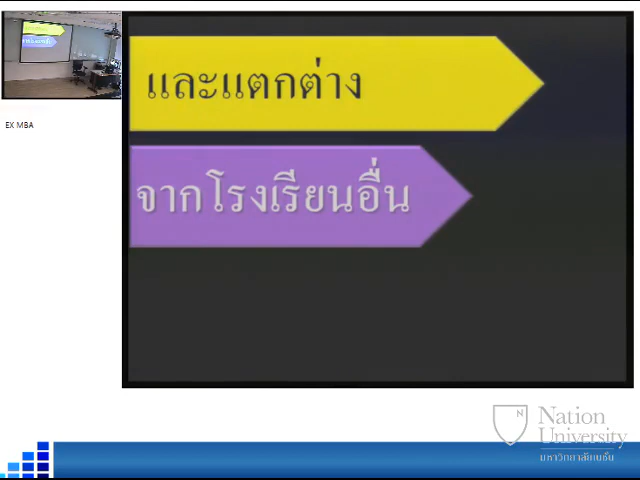 และแตกต่าง
จากโรงเรียนอื่น
EX MBA
N
Nation
University
มหาวิทยาลัยเนชั่น